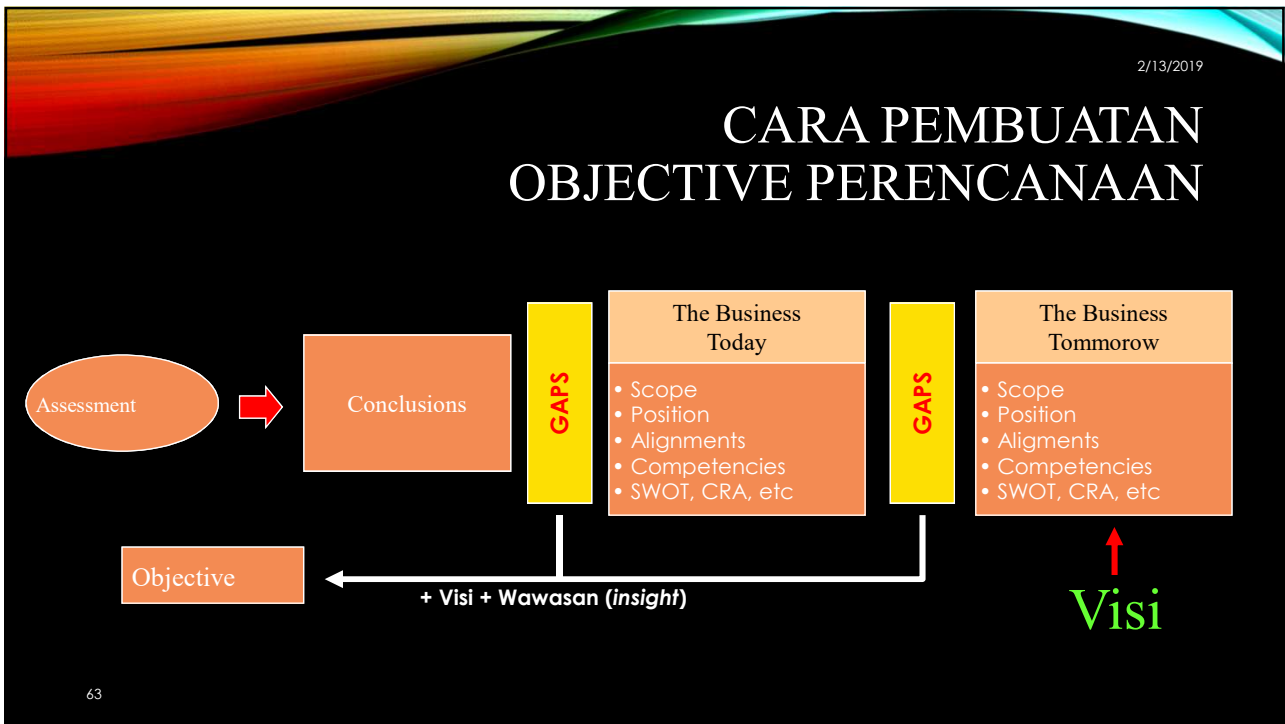 2/13/2019
CARA PEMBUATAN
OBJECTIVE PERENCANAAN
Assessment
Conclusions
GAPS
The Business
Today
• Scope
• Position
• Alignments
• Competencies
• SWOT, CRA, etc
GAPS
The Business
Tommorow
• Scope
• Position
• Aligments
• Competencies
• SWOT, CRA, etc
Objective
+ Visi + Wawasan (insight)
Visi
63